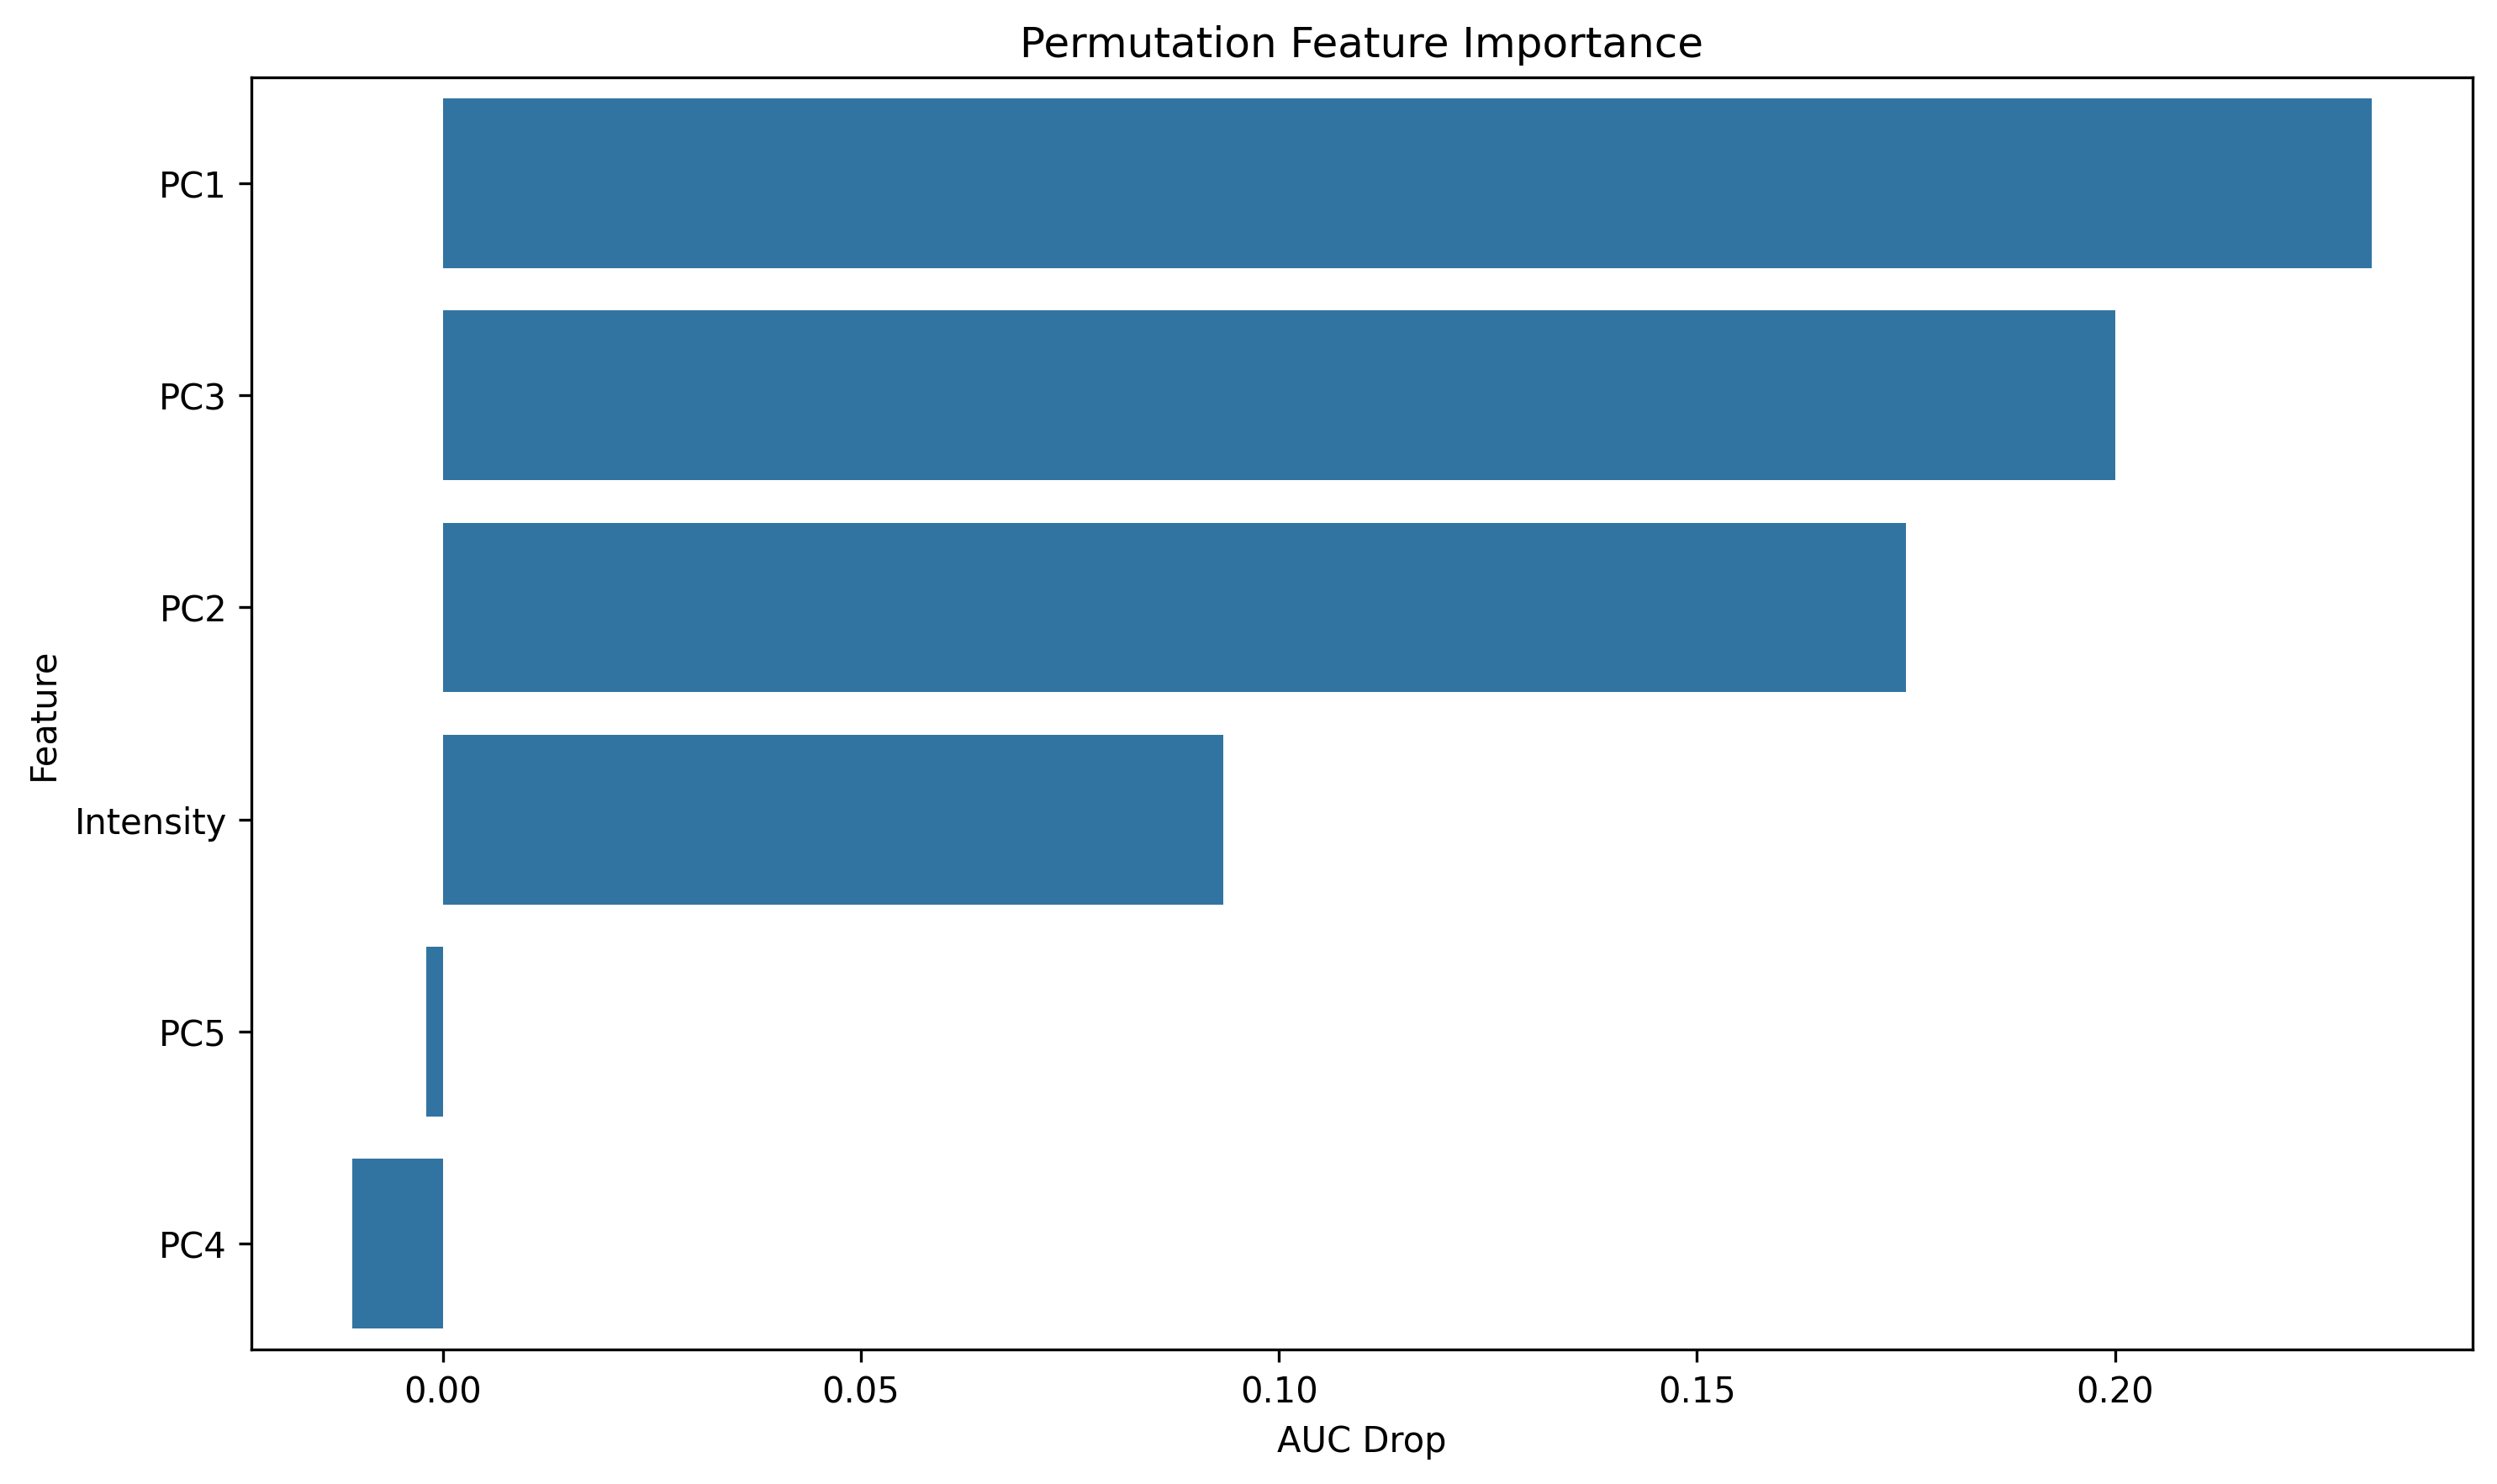 Permutation Feature Importance
Feature
PC1
PC3
PC2
Intensity
PC5
PC4
0.00 0.05 0.10 0.15 0.20
AUC Drop